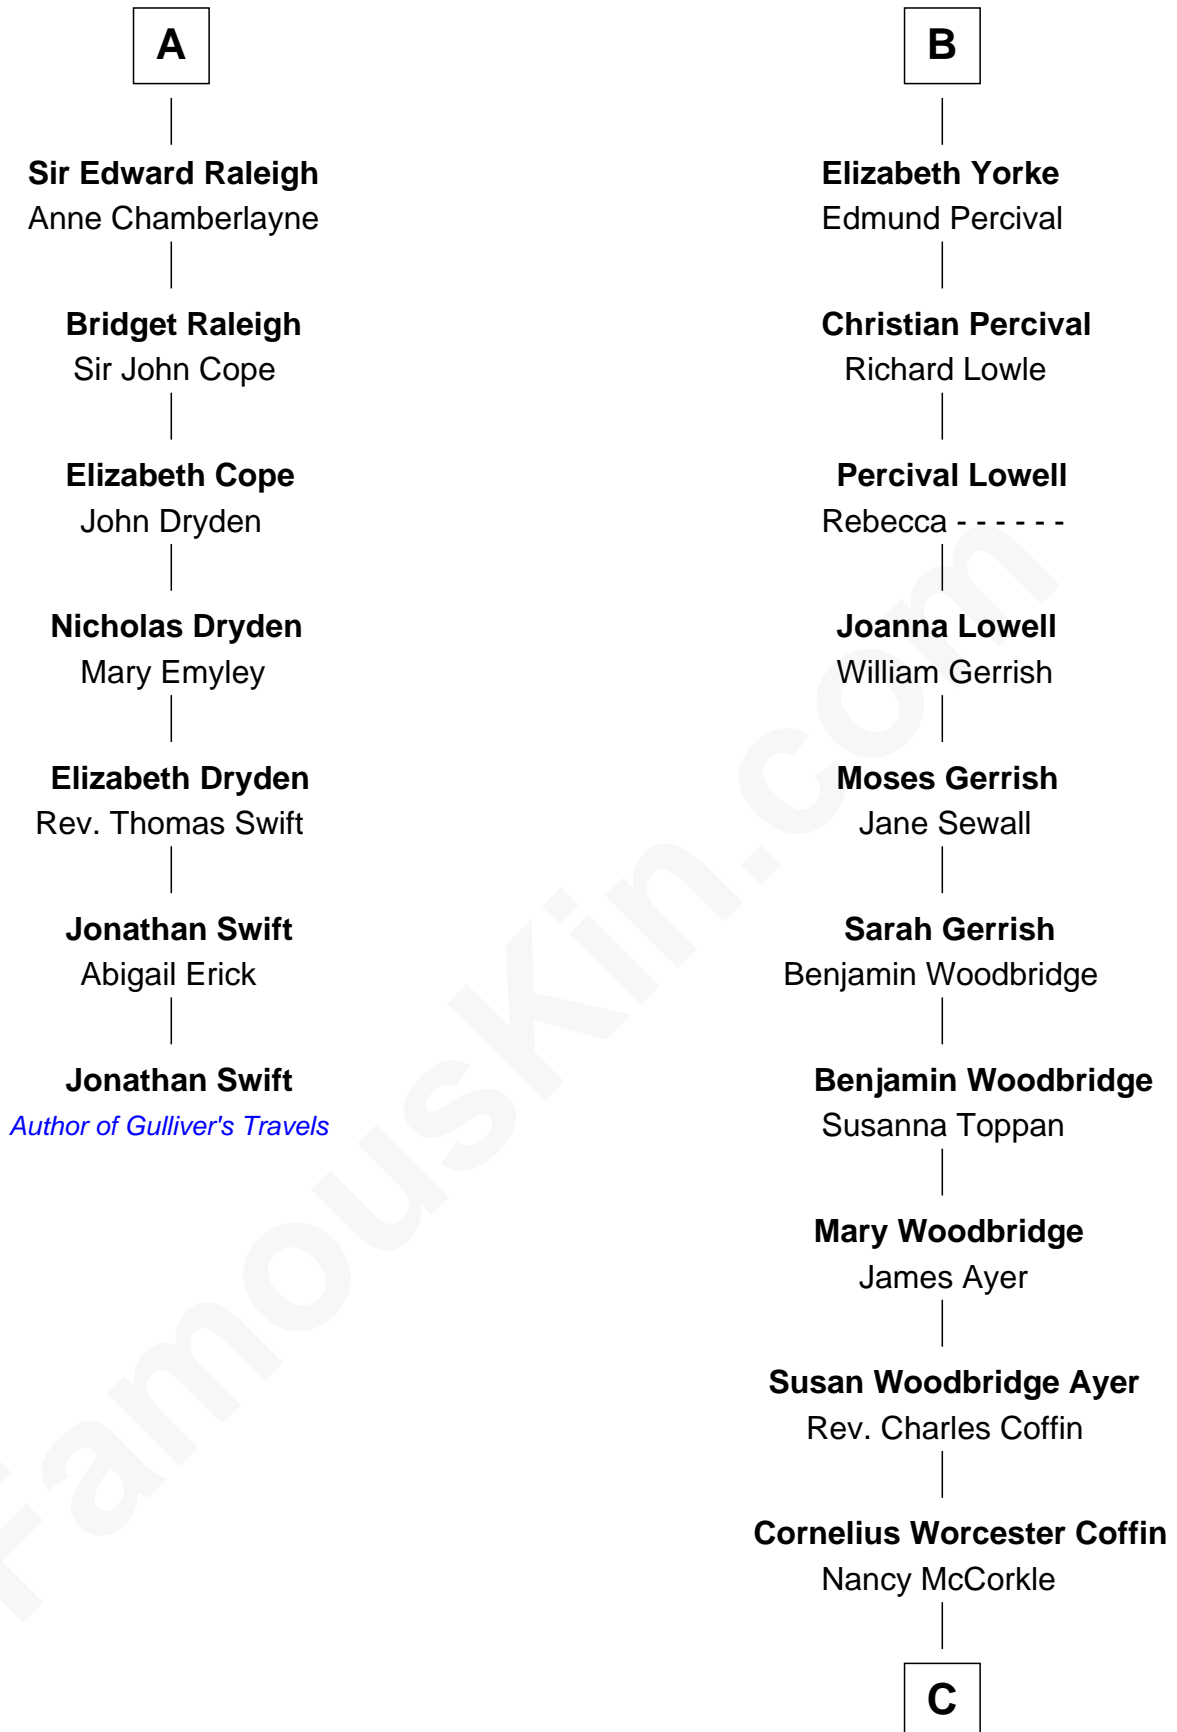 A
Sir Edward Raleigh
Anne Chamberlayne
Bridget Raleigh
Sir John Cope
Elizabeth Cope
John Dryden
Nicholas Dryden
Mary Emyley
Elizabeth Dryden
Rev. Thomas Swift
Jonathan Swift
Abigail Erick
Jonathan Swift
Author of Gulliver's Travels
B
Elizabeth Yorke
Edmund Percival
Christian Percival
Richard Lowle
Percival Lowell
Rebecca - - - - - -
Joanna Lowell
William Gerrish
Moses Gerrish
Jane Sewall
Sarah Gerrish
Benjamin Woodbridge
Benjamin Woodbridge
Susanna Toppan
Mary Woodbridge
James Ayer
Susan Woodbridge Ayer
Rev. Charles Coffin
Cornelius Worcester Coffin
Nancy McCorkle
C
FamousKin.com